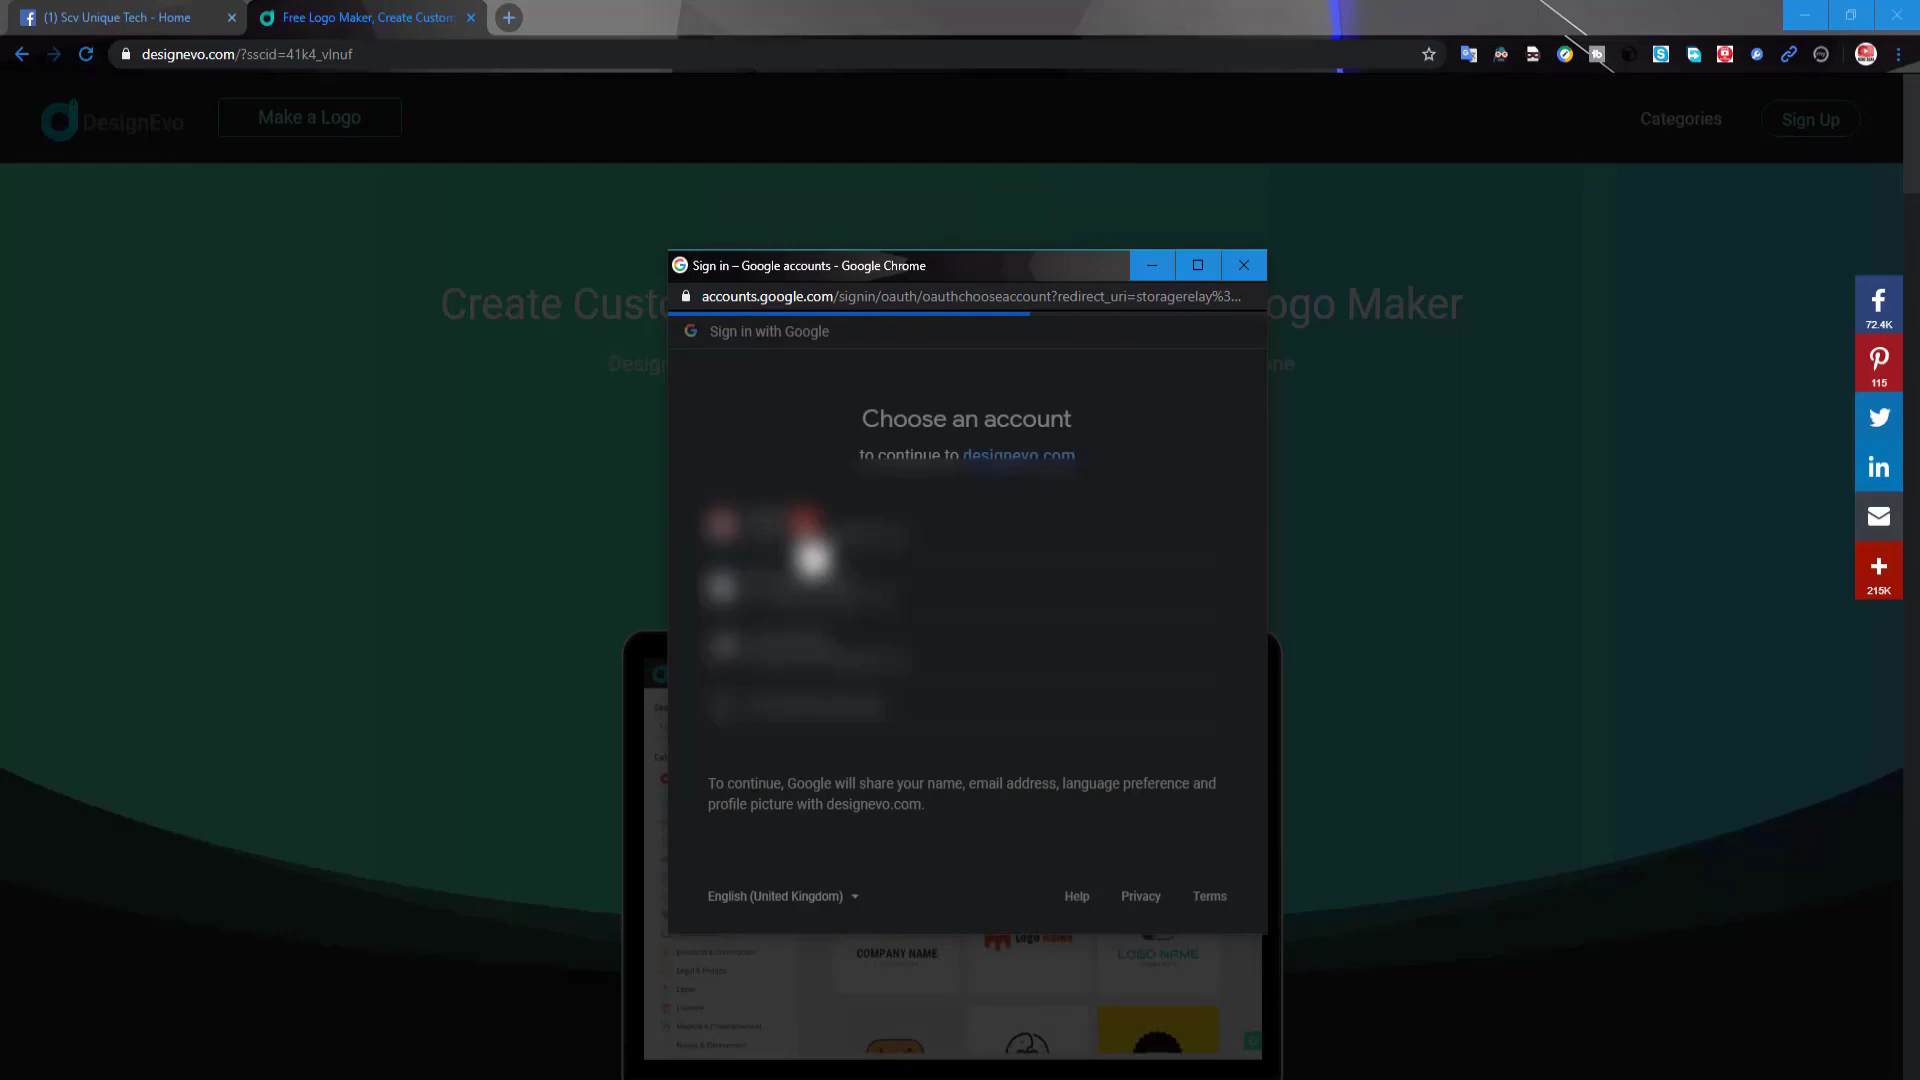 (1) Scv Unique Tech - Home
Free Logo Maker, Create Custom
designevo.com/?sscid=41k4_vlnuf
DesignEvo
Make a Logo
Categories
Sign Up
Create Custo
ogo Maker
Sign in – Google accounts - Google Chrome
accounts.google.com/signin/oauth/oauthchooseaccount?redirect_uri=storagerelay%3...
Sign in with Google
Choose an account
to continue to designevo.com
To continue, Google will share your name, email address, language preference and
profile picture with designevo.com.
English (United Kingdom)
Help
Privacy
Terms
72.4K
115
215K
COMPANY NAME
Logo NAME
LOGO NAME